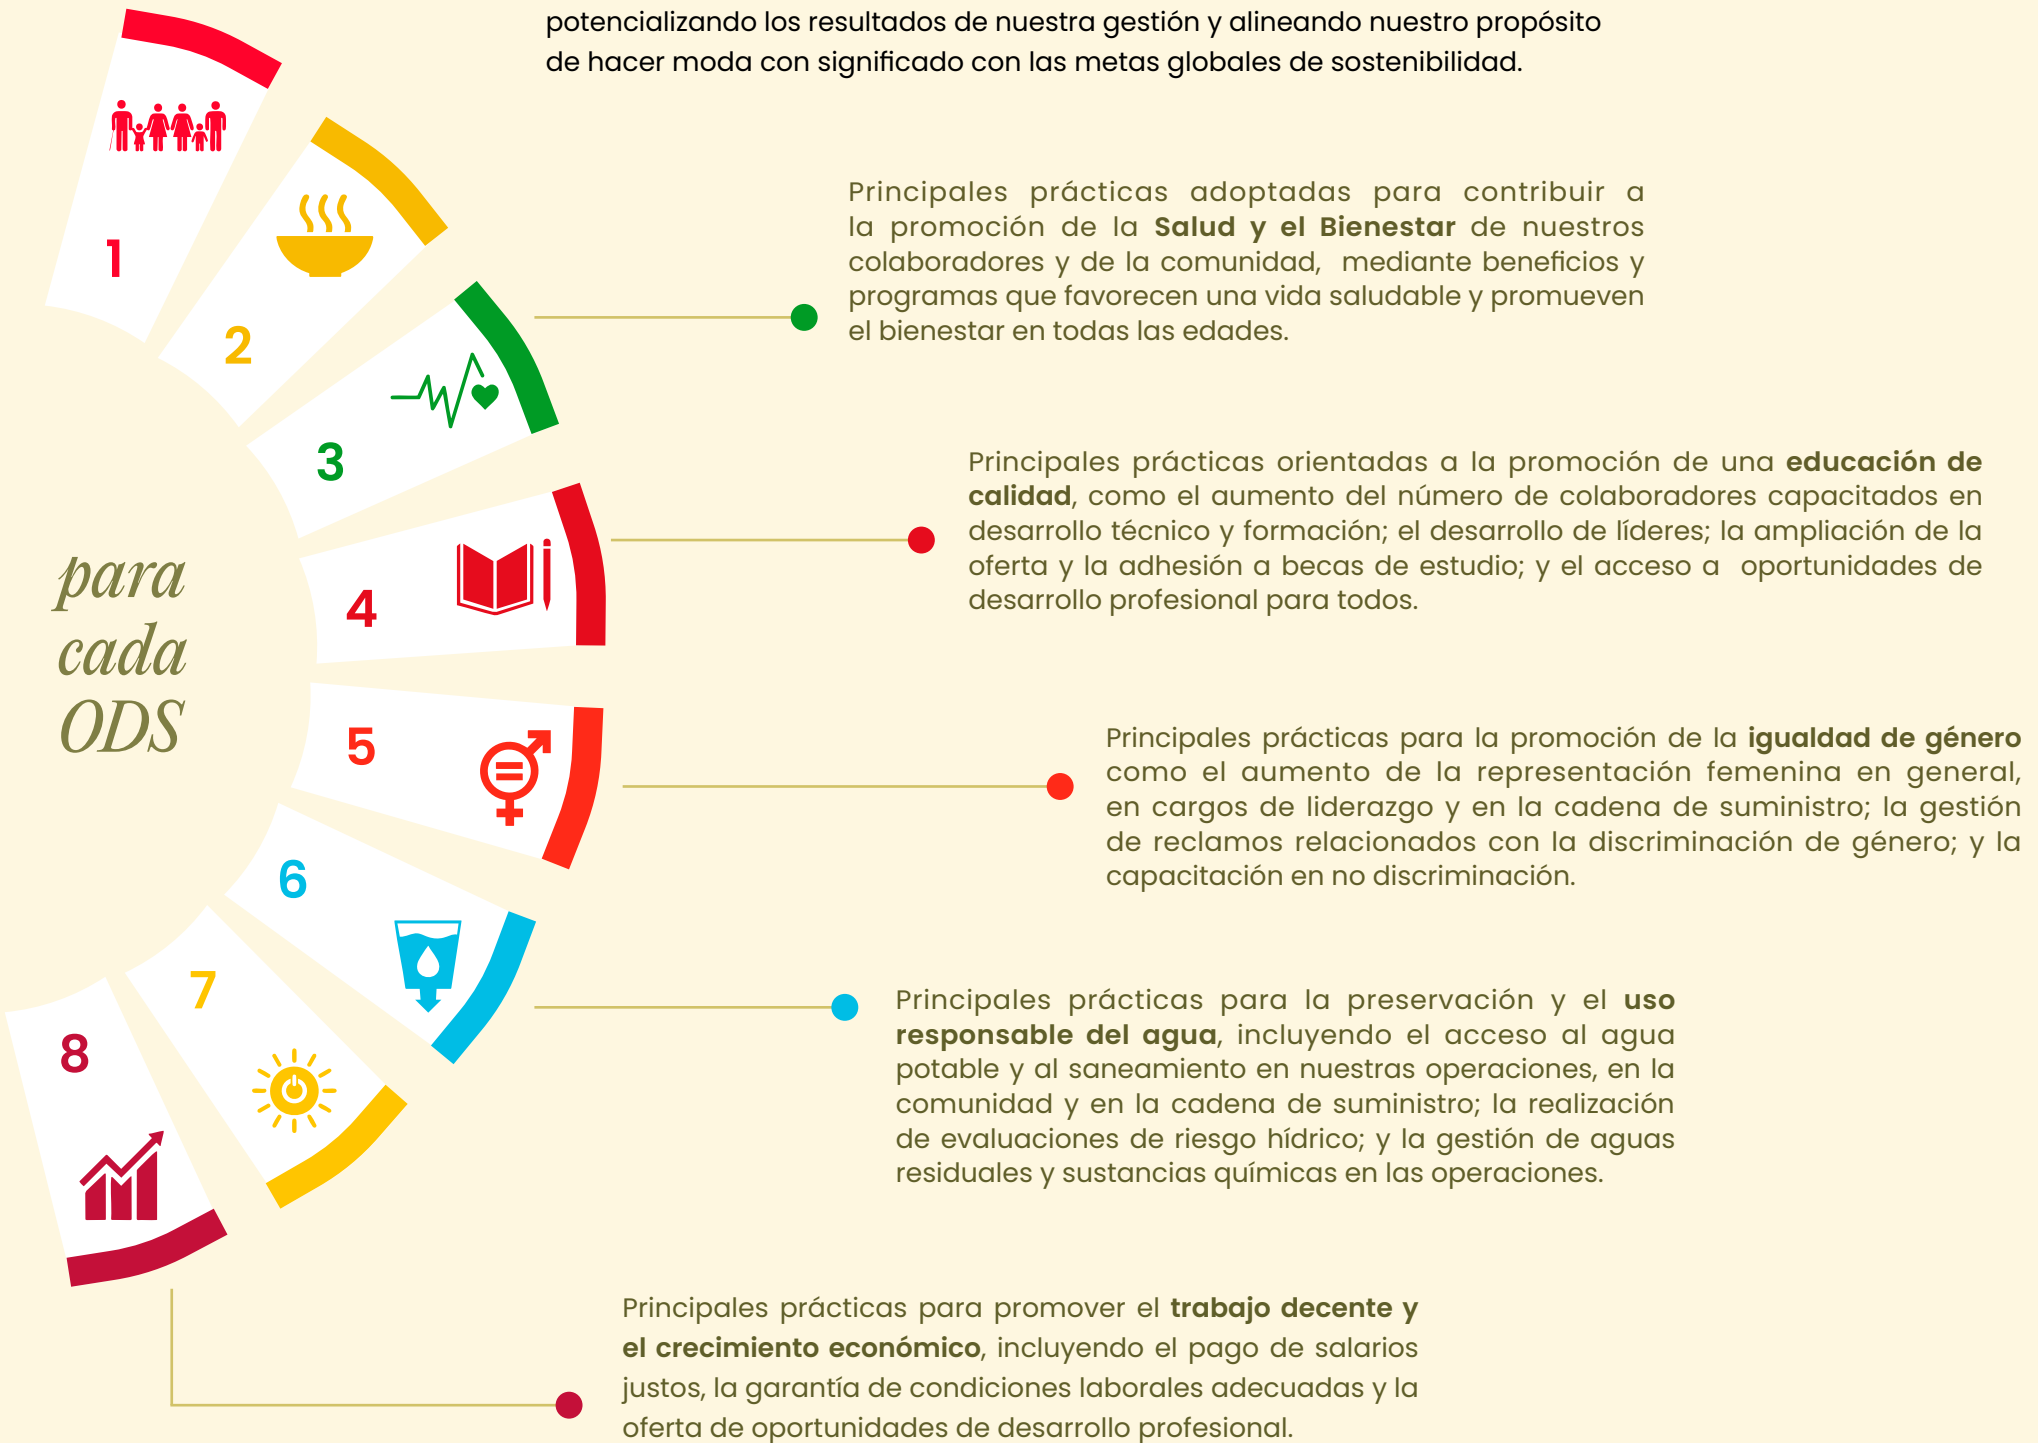 potencializando los resultados de nuestra gestión y alineando nuestro propósito
de hacer moda con significado con las metas globales de sostenibilidad.
1
2
3
4
5
6
7
8
para
cada
ODS
Principales prácticas adoptadas para contribuir a
la promoción de la Salud y el Bienestar de nuestros
colaboradores y de la comunidad, mediante beneficios y
programas que favorecen una vida saludable y promueven
el bienestar en todas las edades.
Principales prácticas orientadas a la promoción de una educación de
calidad, como el aumento del número de colaboradores capacitados en
desarrollo técnico y formación; el desarrollo de líderes; la ampliación de la
oferta y la adhesión a becas de estudio; y el acceso a oportunidades de
desarrollo profesional para todos.
Principales prácticas para la promoción de la igualdad de género
como el aumento de la representación femenina en general,
en cargos de liderazgo y en la cadena de suministro; la gestión
de reclamos relacionados con la discriminación de género; y la
capacitación en no discriminación.
Principales prácticas para la preservación y el uso
responsable del agua, incluyendo el acceso al agua
potable y al saneamiento en nuestras operaciones, en la
comunidad y en la cadena de suministro; la realización
de evaluaciones de riesgo hídrico; y la gestión de aguas
residuales y sustancias químicas en las operaciones.
Principales prácticas para promover el trabajo decente y
el crecimiento económico, incluyendo el pago de salarios
justos, la garantía de condiciones laborales adecuadas y la
oferta de oportunidades de desarrollo profesional.